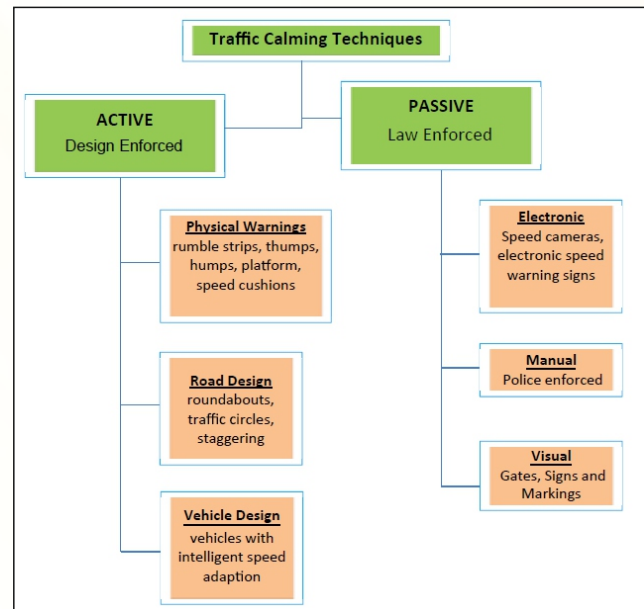 Traffic Calming Techniques
ACTIVE
Design Enforced
PASSIVE
Law Enforced
Physical Warnings
rumble strips, thumps,
humps, platform,
speed cushions
Road Design
roundabouts,
traffic circles,
staggering
Vehicle Design
vehicles with
intelligent speed
adaption
Electronic
Speed cameras,
electronic speed
warning signs
Manual
Police enforced
Visual
Gates, Signs and
Markings